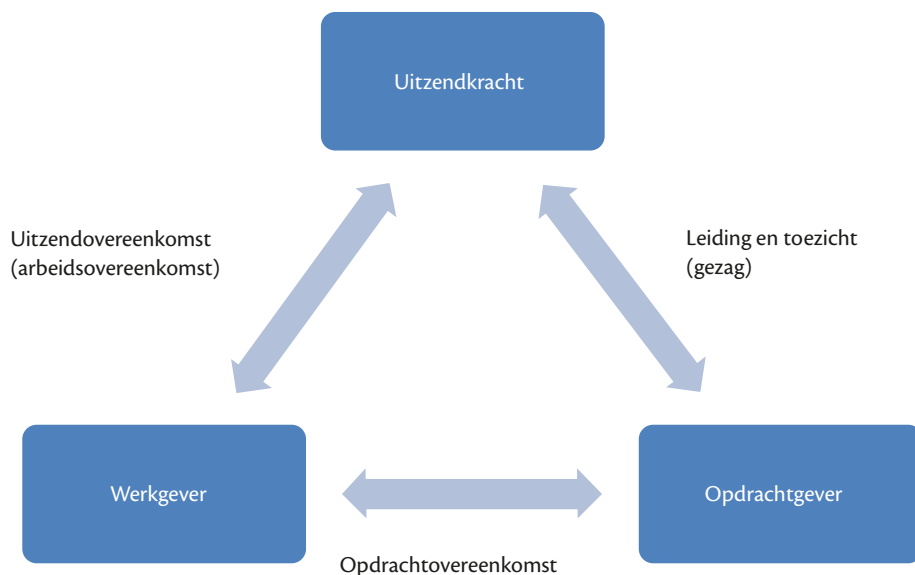 Uitzendkracht
Uitzendovereenkomst
(arbeidsovereenkomst)
Leiding en toezicht
(gezag)
Werkgever
Opdrachtgever
Opdrachtovereenkomst